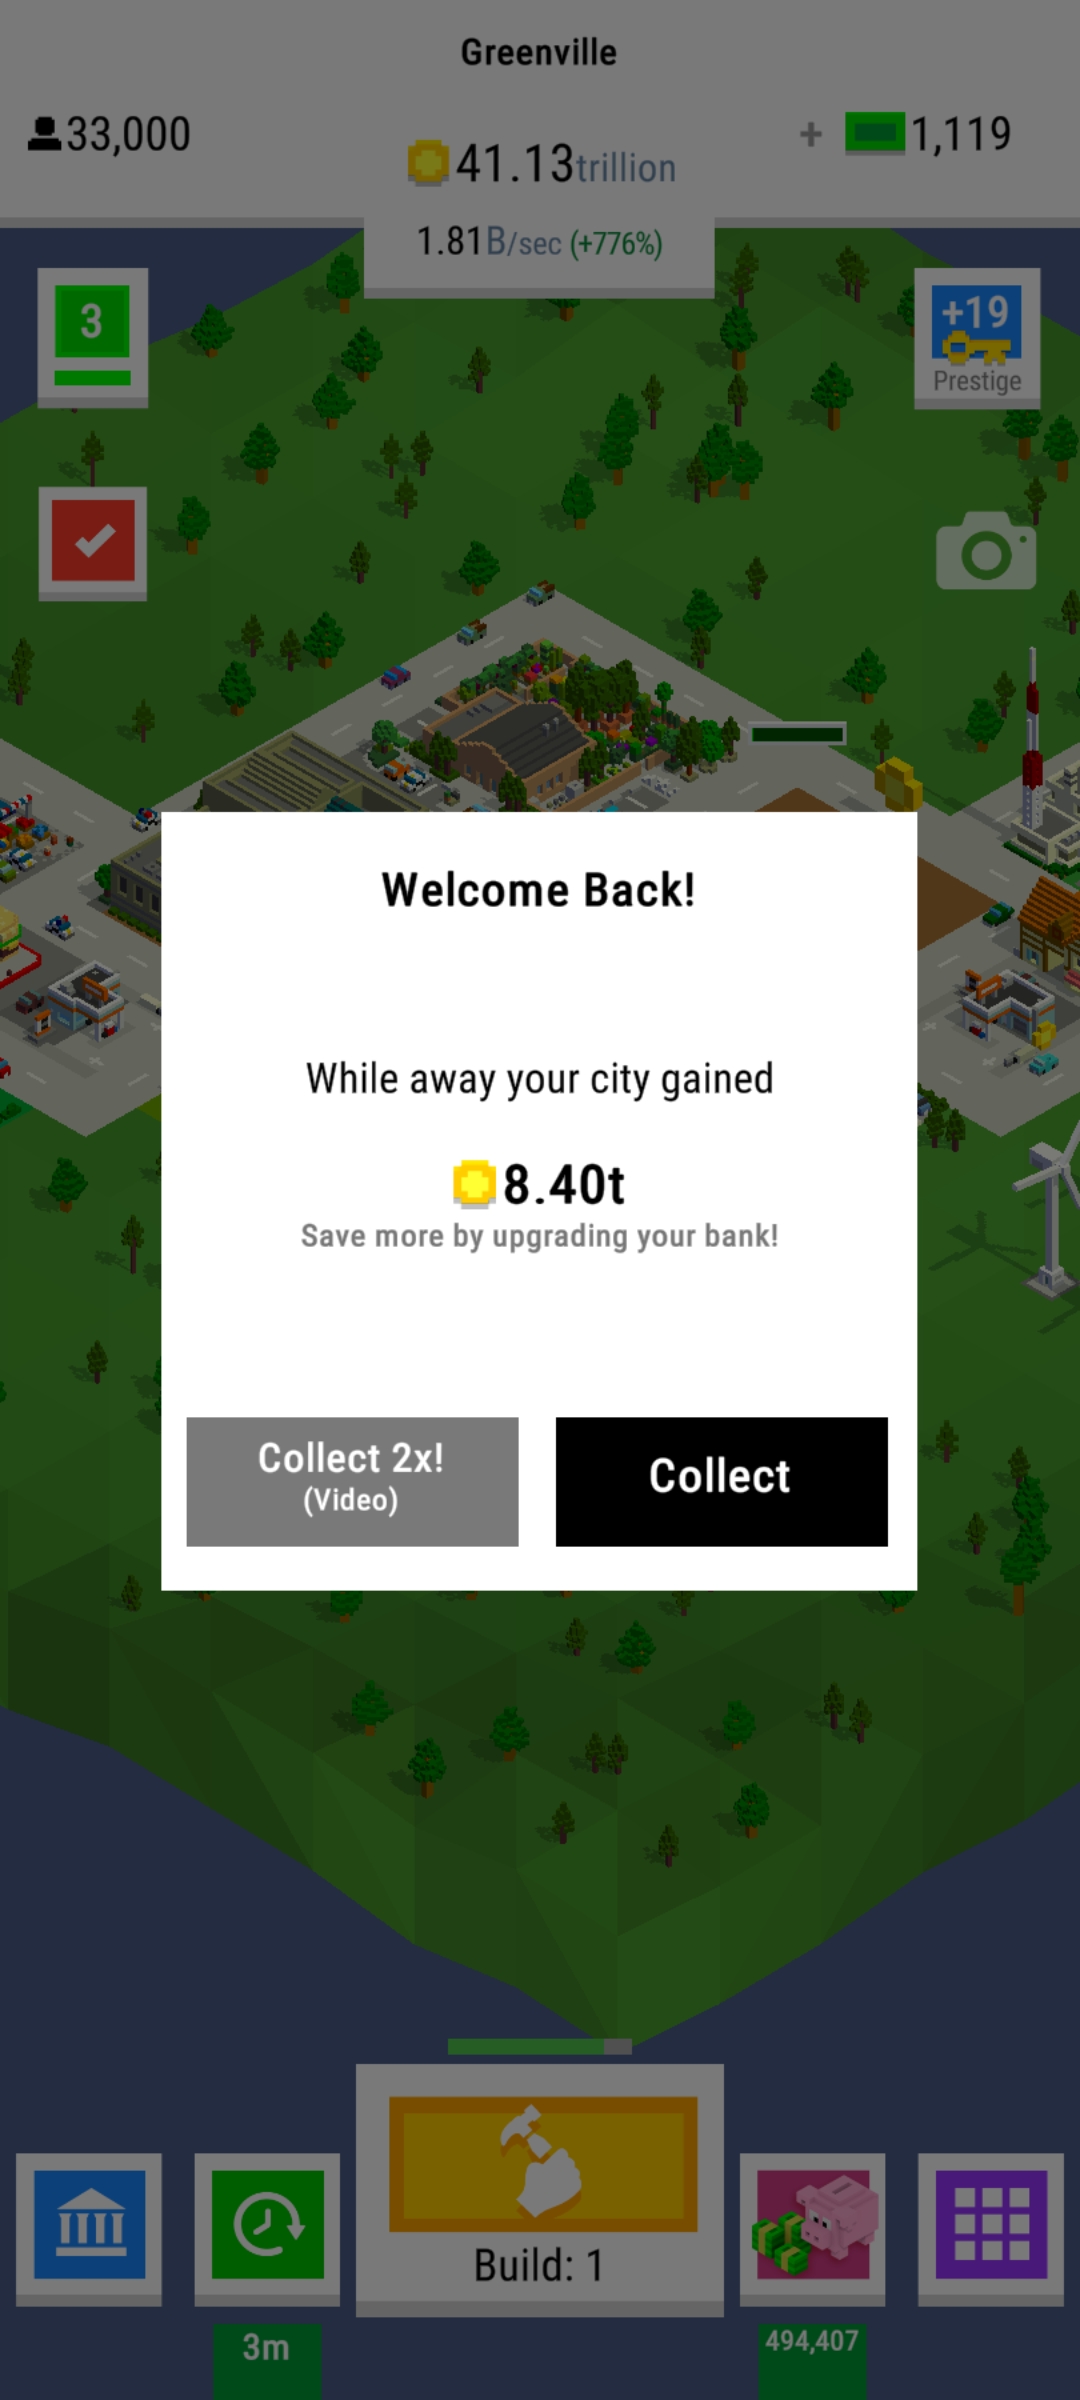 Greenville
33,000
41.13trillion
+ 1,119
1.81B/sec (+776%)
3
+19
Prestige
Welcome Back!
While away your city gained
8.40t
Save more by upgrading your bank!
Collect 2x!
(Video)
Collect
Build: 1
3m
494,407